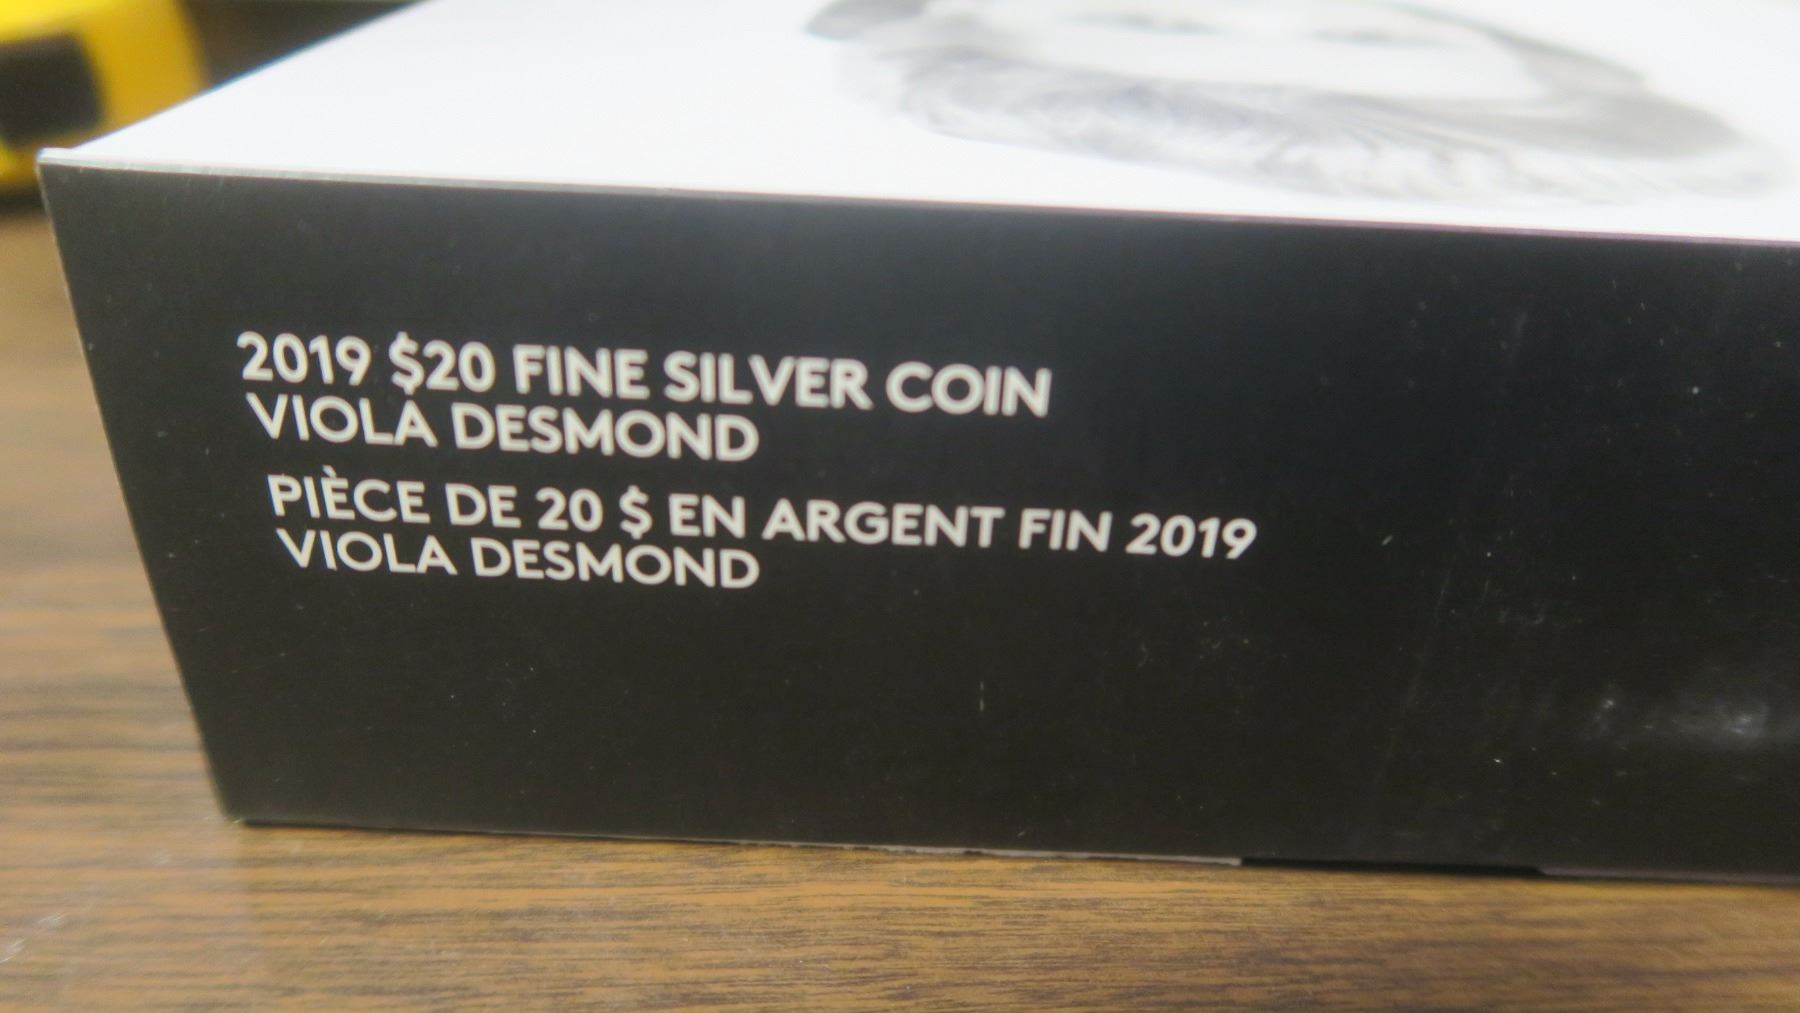 2019 $20 FINE SILVER COIN
VIOLA DESMOND
PIÈCE DE 20 $ EN ARGENT FIN 2019
VIOLA DESMOND